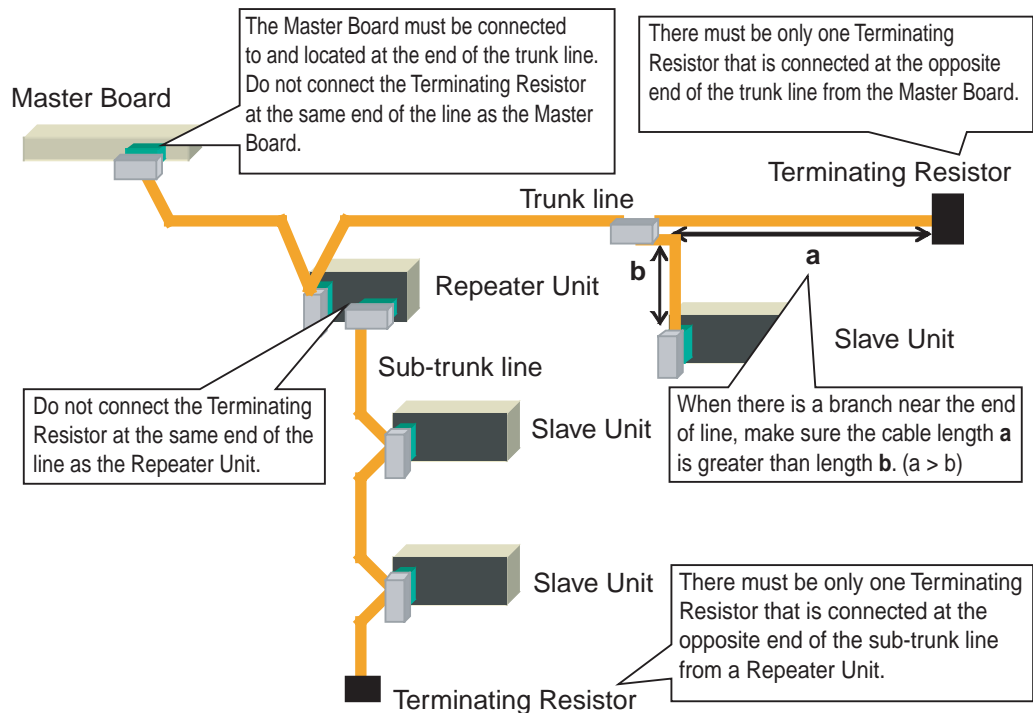 The Master Board must be connected
to and located at the end of the trunk line.
Do not connect the Terminating Resistor
at the same end of the line as the Master
Board.
There must be only one Terminating
Resistor that is connected at the opposite
end of the trunk line from the Master Board.
Master Board
Terminating Resistor
Trunk line
b
a
Repeater Unit
Slave Unit
Sub-trunk line
Do not connect the Terminating
Resistor at the same end of the
line as the Repeater Unit.
When there is a branch near the end
of line, make sure the cable length a
is greater than length b. (a > b)
Slave Unit
Slave Unit
There must be only one Terminating
Resistor that is connected at the
opposite end of the sub-trunk line
from a Repeater Unit.
Terminating Resistor